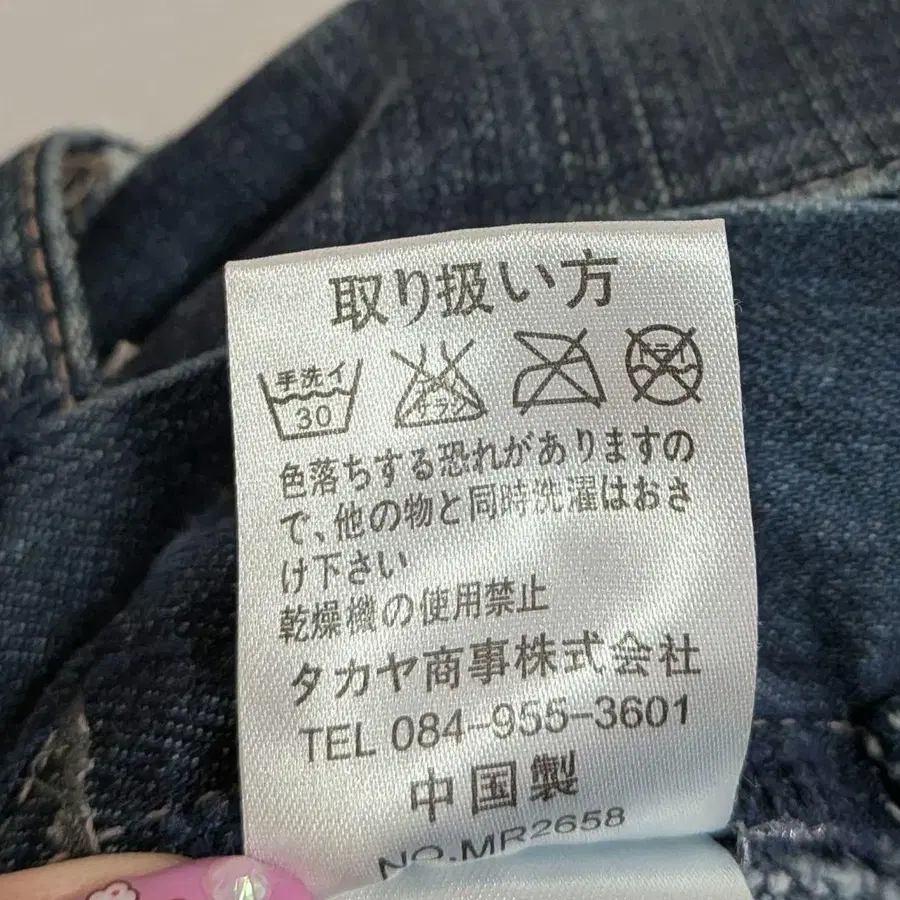 取り扱い方
手洗イ
30
ドライ
色落ちする恐れがありますの
で、他の物と同時洗濯はおさ
け下さい
乾燥機の使用禁止
タカヤ商事株式会社
TEL 084-955-3601
中国製
NO.MR2658